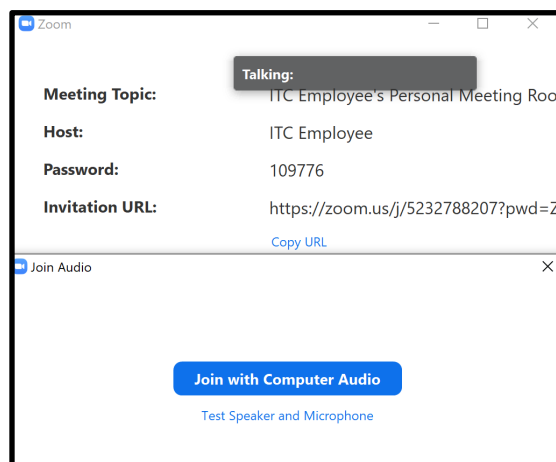 Zoom
Talking:
Meeting Topic: ITC Employee's Personal Meeting Roo
Host: ITC Employee
Password: 109776
Invitation URL: https://zoom.us/j/5232788207?pwd=Z
Copy URL
Join Audio
Join with Computer Audio
Test Speaker and Microphone